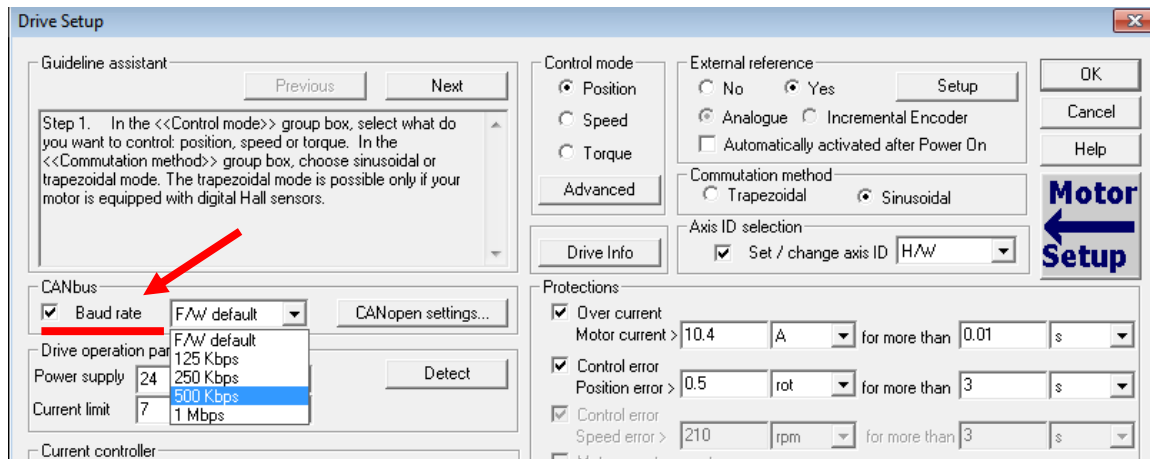 Drive Setup
Guideline assistant
Previous
Next
Step 1. In the <<Control mode>> group box, select what do
you want to control: position, speed or torque. In the
<<Commutation method>> group box, choose sinusoidal or
trapezoidal mode. The trapezoidal mode is possible only if your
motor is equipped with digital Hall sensors.
Control mode
Position
Speed
Torque
Advanced
Drive Info
External reference
No
Yes
Setup
Analogue
Incremental Encoder
Automatically activated after Power On
Commutation method
Trapezoidal
Sinusoidal
Axis ID selection
Set / change axis ID
H/W
OK
Cancel
Help
Motor
Setup
CANbus
Baud rate
F/W default
CANopen settings...
F/W default
125 Kbps
250 Kbps
500 Kbps
1 Mbps
Drive operation par
Power supply
24
Detect
Current limit
7
Current controller
Protections
Over current
Motor current > 10.4 A for more than 0.01 s
Control error
Position error > 0.5 rot for more than 3 s
Control error
Speed error > 210 rpm for more than 3 s